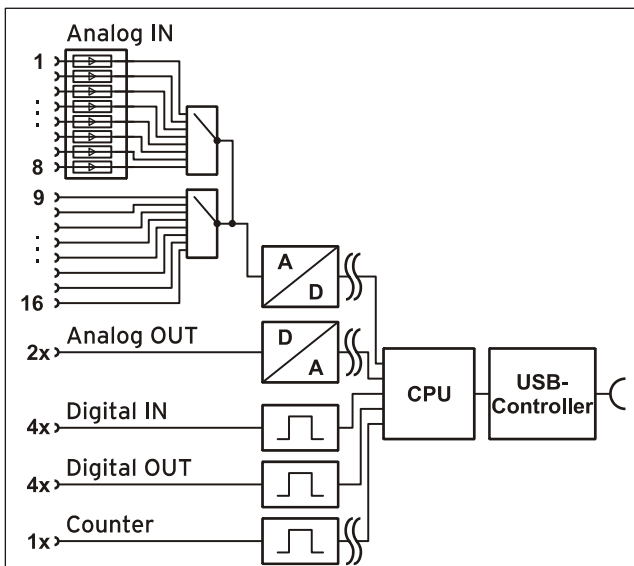 Analog IN
1
8
9
16
A
D
Analog OUT
2x
D
A
CPU
USB-
Controller
Digital IN
4x
Digital OUT
4x
Counter
1x